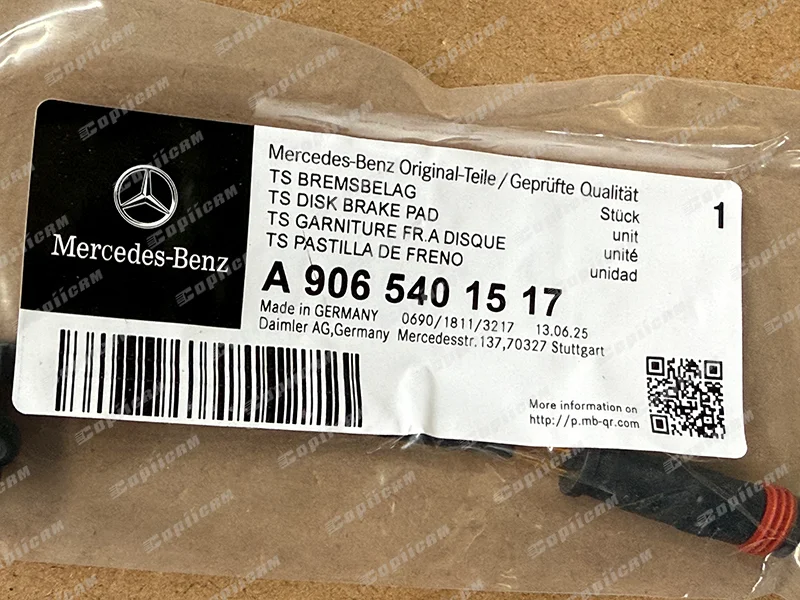 Mercedes-Benz
Mercedes-Benz Original-Teile/Geprüfte Qualität
TS BREMSBELAG Stück 1
TS DISK BRAKE PAD unit
TS GARNITURE FR.A DISQUE unité
TS PASTILLA DE FRENO unidad
A 906 540 15 17
Made in GERMANY 0690/1811/3217 13.06.25
Daimler AG,Germany Mercedesstr.137,70327 Stuttgart
More information on
http://p.mb-qr.com
CopiiCAM